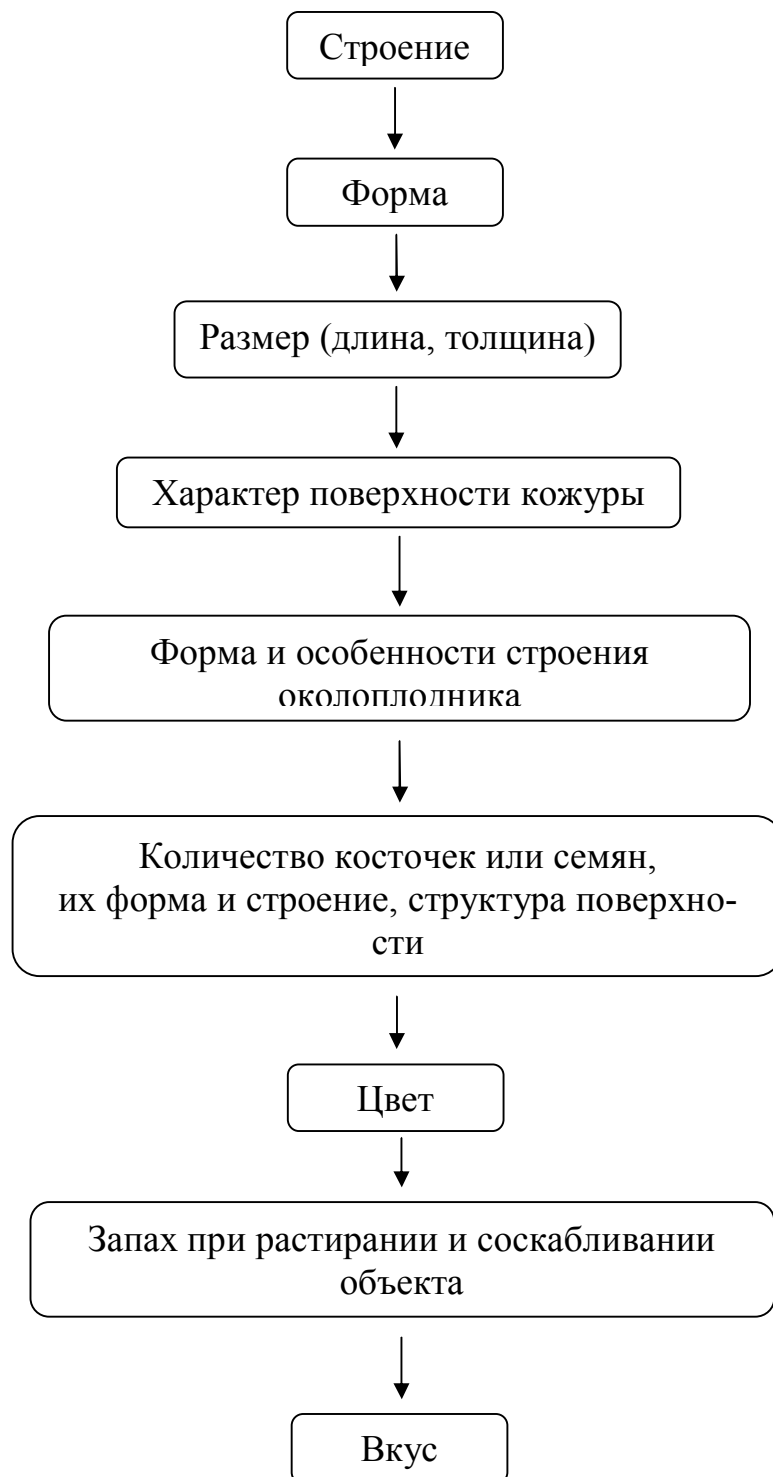 Строение
Форма
Размер (длина, толщина)
Характер поверхности кожуры
Форма и особенности строения
околоплодника
Количество косточек или семян,
их форма и строение, структура поверхно-
сти
Цвет
Запах при растирании и соскабливании
объекта
Вкус